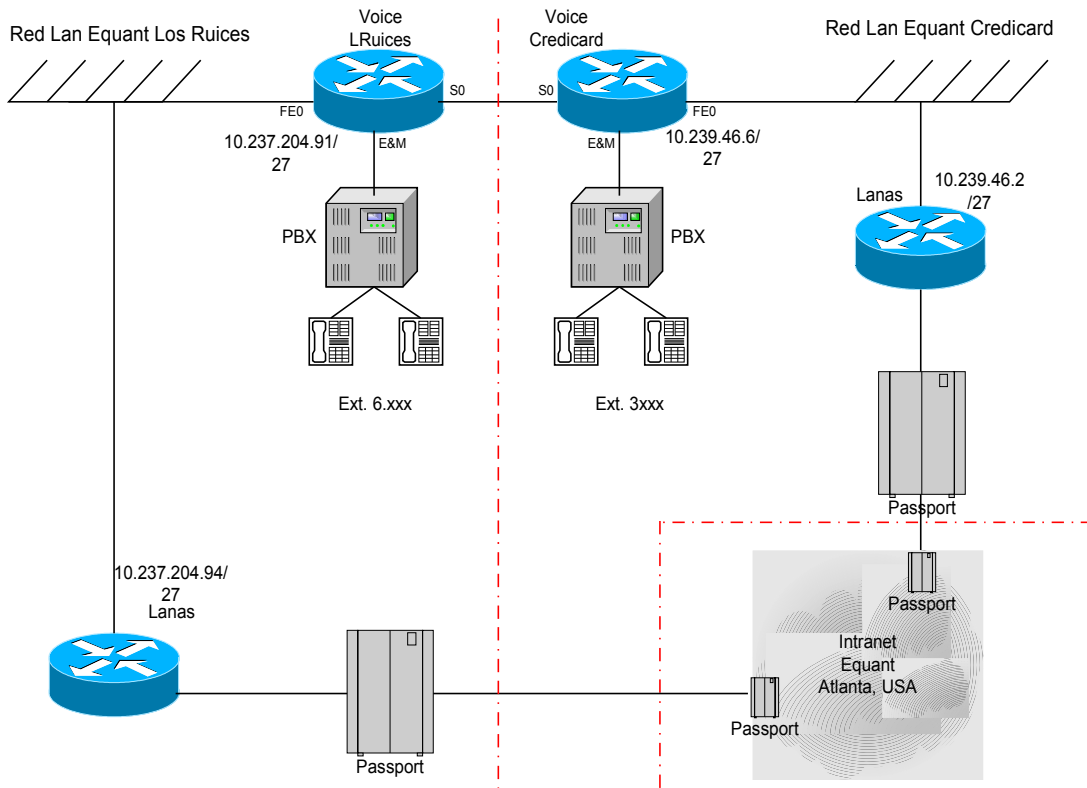 Red Lan Equant Los Ruices
Voice
LRuices
Voice
Credicard
Red Lan Equant Credicard
S0
S0
FE0
FE0
10.237.204.91/
27
E&M
E&M
10.239.46.6/
27
10.239.46.2
/27
Lanas
PBX
PBX
Ext. 6.xxx
Ext. 3xxx
Passport
10.237.204.94/
27
Lanas
Passport
Intranet
Equant
Atlanta, USA
Passport
Passport